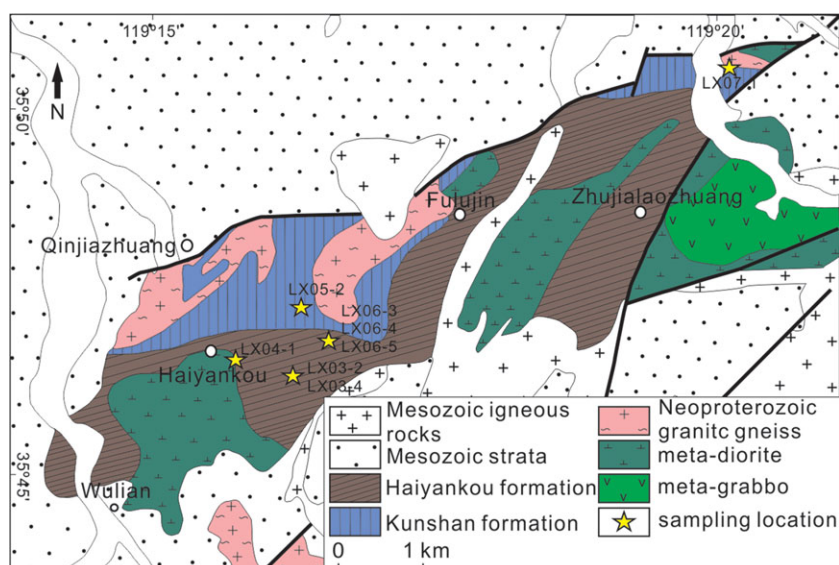 119°15′
119°20′
35°50′
35°45′
N
LX07-1
Fulujin
Zhujialaozhuang
Qinjiazhuang
LX05-2
LX06-3
LX06-4
LX06-5
LX04-1
Haiyankou
LX03-2
LX03-4
Wulian
Mesozoic igneous
rocks
Mesozoic strata
Haiyankou formation
Kunshan formation
0 1 km
Neoproterozoic
granitc gneiss
meta-diorite
meta-grabbo
sampling location